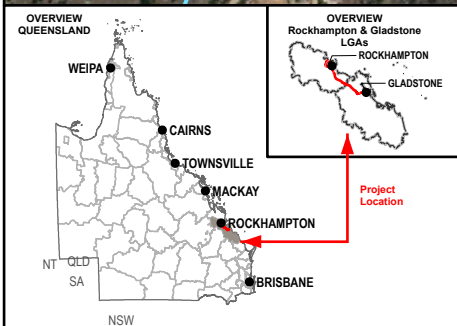 OVERVIEW
QUEENSLAND
WEIPA
CAIRNS
TOWNSVILLE
MACKAY
ROCKHAMPTON
BRISBANE
NT QLD
SA
NSW
OVERVIEW
Rockhampton & Gladstone
LGAs
ROCKHAMPTON
GLADSTONE
Project
Location